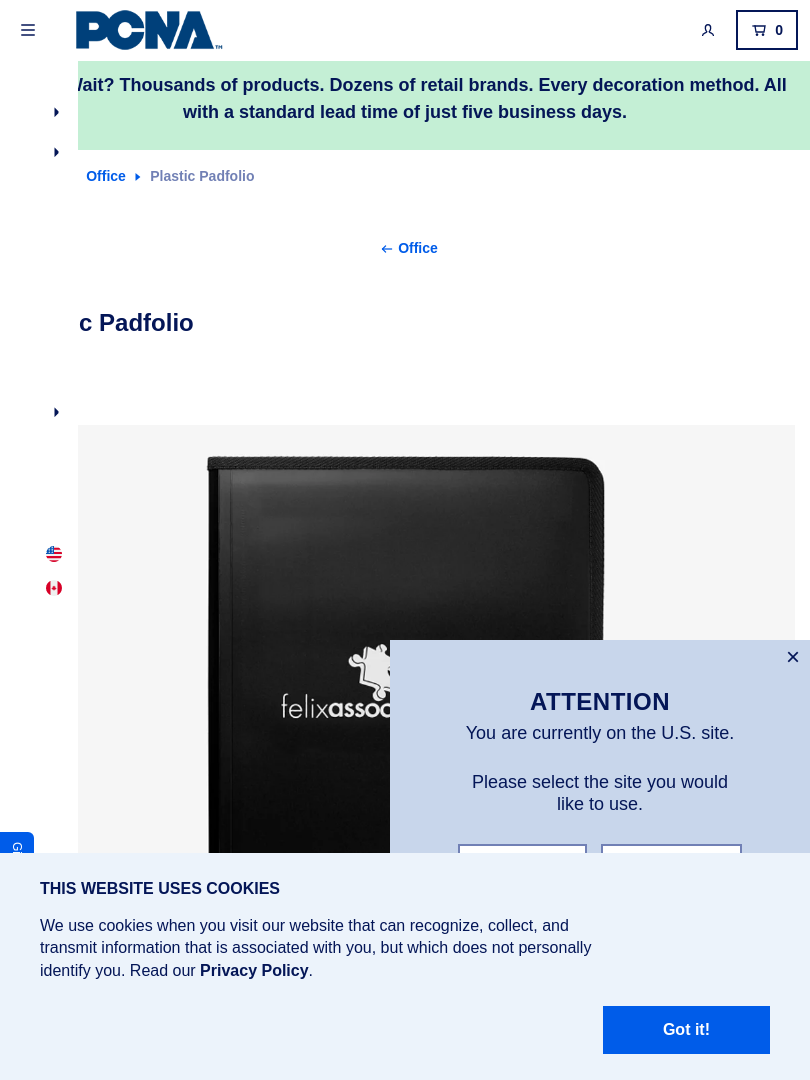 PCNA™
0
Wait? Thousands of products. Dozens of retail brands. Every decoration method. All
with a standard lead time of just five business days.
Office
Plastic Padfolio
Office
c Padfolio
ATTENTION
You are currently on the U.S. site.
Please select the site you would
like to use.
THIS WEBSITE USES COOKIES
We use cookies when you visit our website that can recognize, collect, and
transmit information that is associated with you, but which does not personally
identify you. Read our Privacy Policy.
Got it!